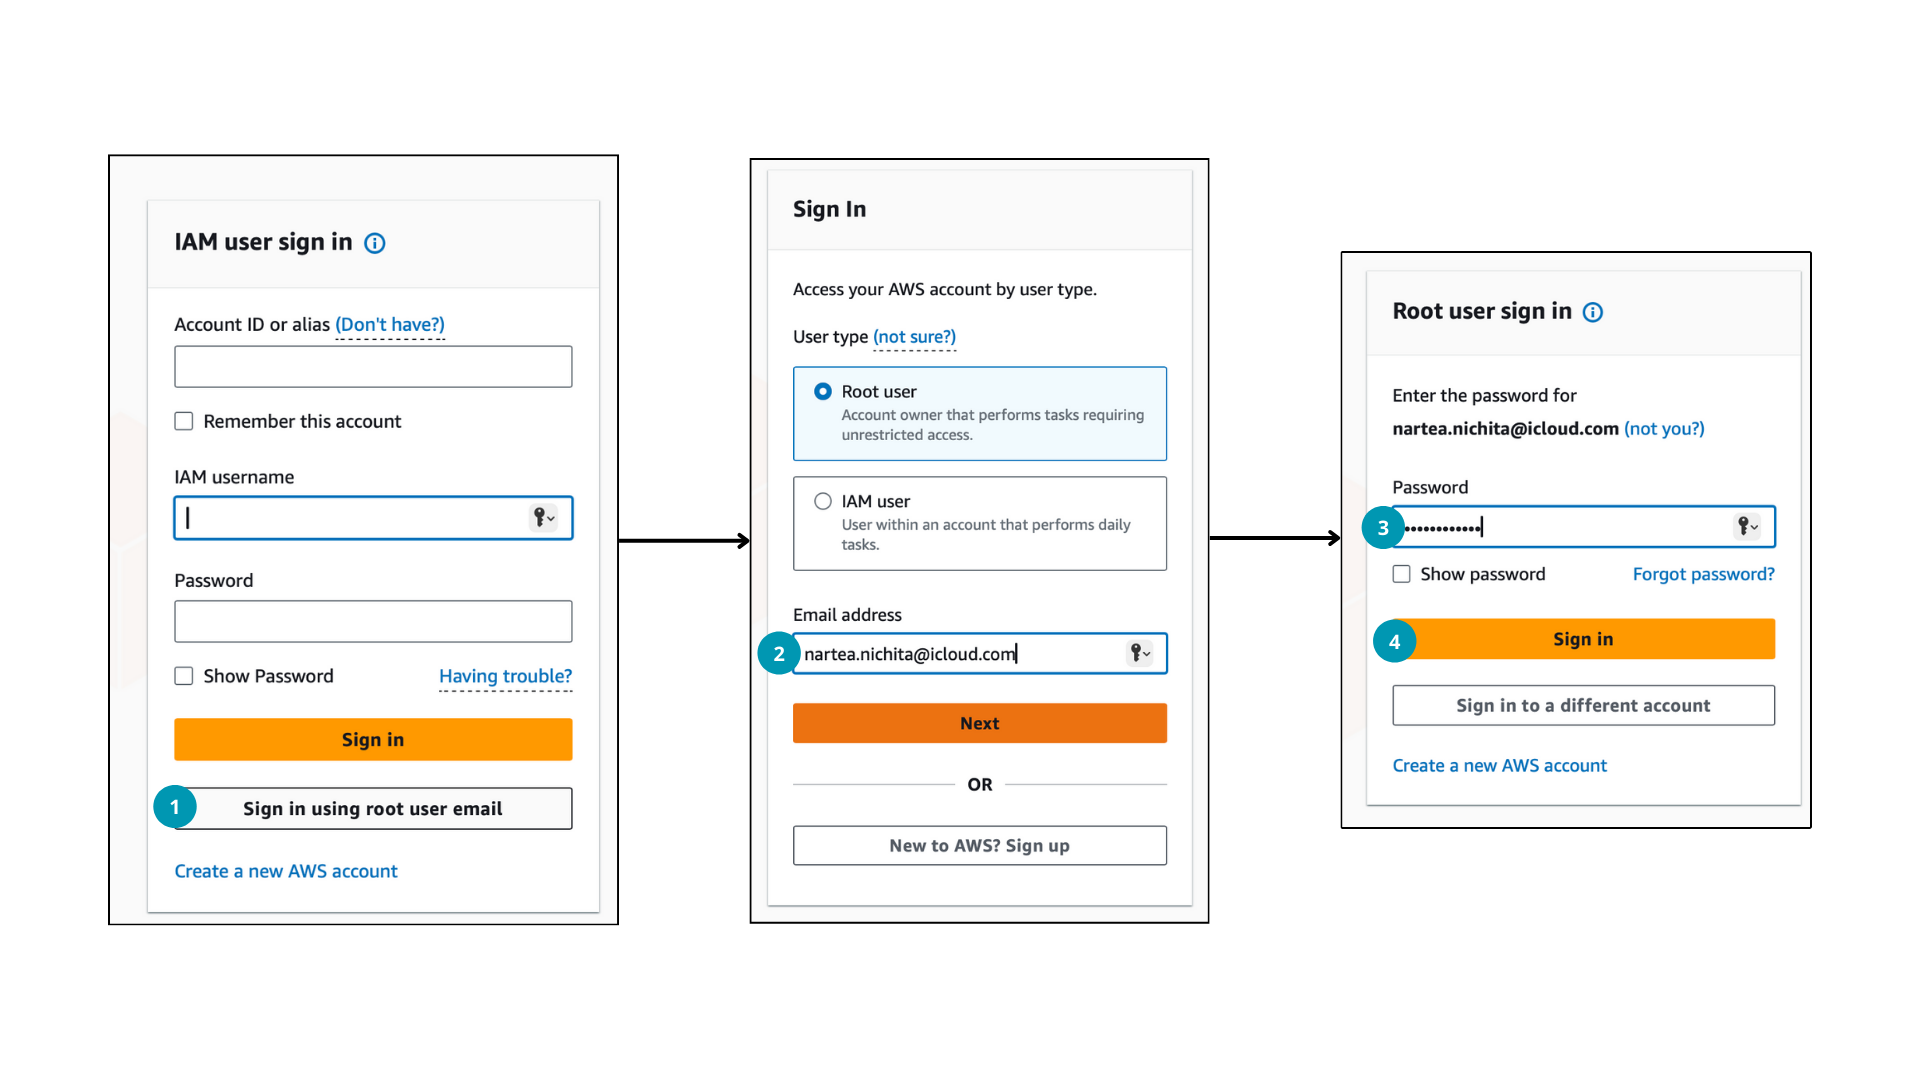 IAM user sign in
Account ID or alias (Don't have?)
Remember this account
IAM username
Password
Show Password Having trouble?
Sign in
1 Sign in using root user email
Create a new AWS account
Sign In
Access your AWS account by user type.
User type (not sure?)
Root user
Account owner that performs tasks requiring
unrestricted access.
IAM user
User within an account that performs daily
tasks.
Email address
2 nartea.nichita@icloud.com
Next
OR
New to AWS? Sign up
Root user sign in
Enter the password for
nartea.nichita@icloud.com (not you?)
Password
3 ••••••••••••
Show password Forgot password?
4 Sign in
Sign in to a different account
Create a new AWS account